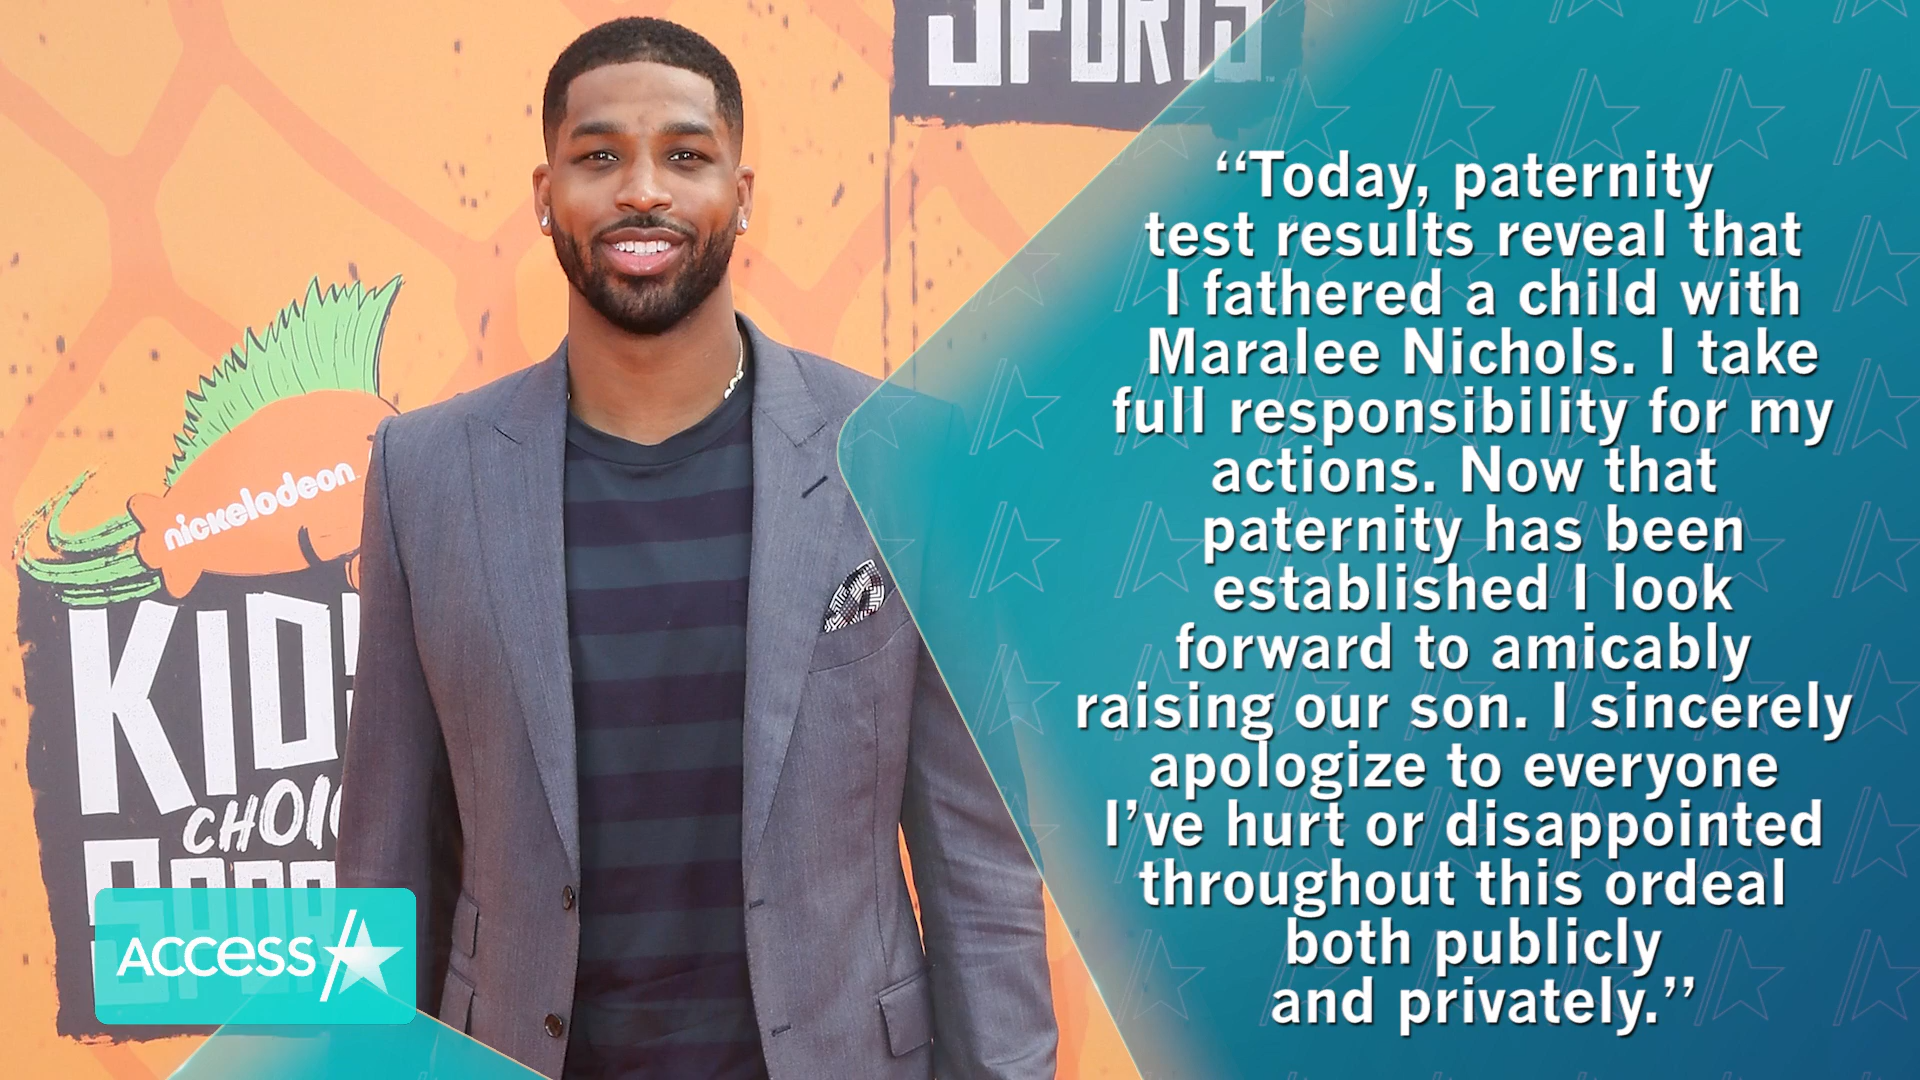 SPORTS
"Today, paternity
test results reveal that
I fathered a child with
Maralee Nichols. I take
full responsibility for my
actions. Now that
paternity has been
established I look
forward to amicably
raising our son. I sincerely
apologize to everyone
I've hurt or disappointed
throughout this ordeal
both publicly
and privately."
nickelodeon
KIDS
CHOIC
SPOR
ACCESS